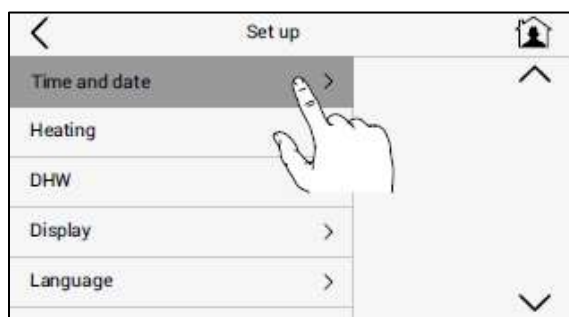 Set up
Time and date
Heating
DHW
Display
Language